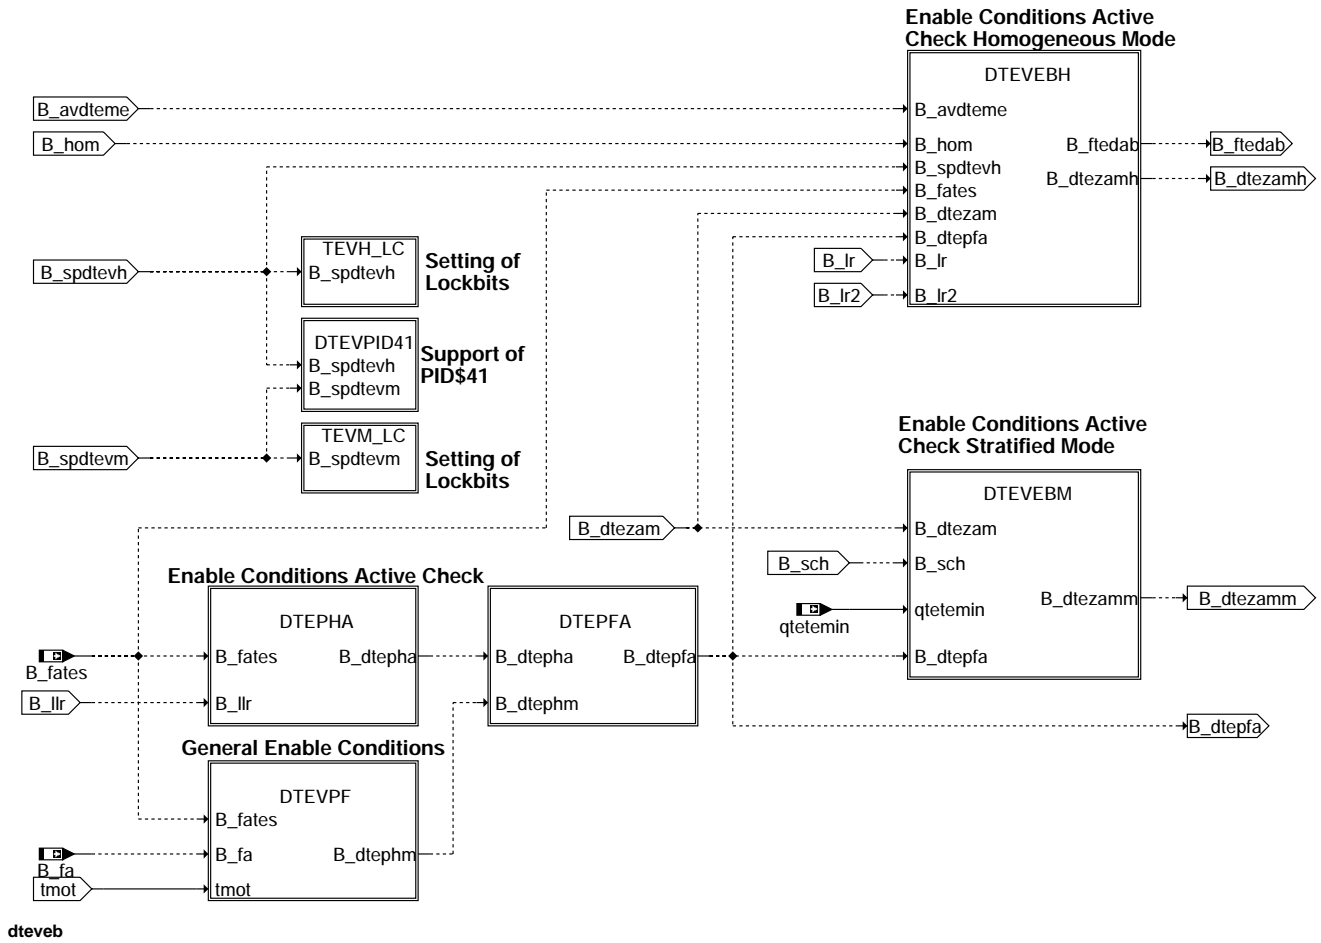 Enable Conditions Active
Check Homogeneous Mode
DTEVEBH
B_avdteme
B_avdteme
B_hom
B_hom
B_ftedab
B_ftedab
B_spdtevh
B_dtezamh
B_dtezamh
B_fates
B_dtezam
B_dtepfa
B_lr
B_lr
B_lr2
B_lr2
TEVH_LC
B_spdtevh
B_spdtevh
Setting of
Lockbits
DTEVPID41
B_spdtevh
B_spdtevm
Support of
PID$41
TEVM_LC
B_spdtevm
B_spdtevm
Setting of
Lockbits
Enable Conditions Active
Check Stratified Mode
DTEVEBM
B_dtezam
B_dtezam
B_sch
B_sch
qtetemin
qtetemin
B_dtezamm
B_dtezamm
B_dtepfa
Enable Conditions Active Check
DTEPHA
B_fates
B_fates
B_dtepha
B_llr
B_llr
DTEPFA
B_dtepha
B_dtepfa
B_dtephm
B_dtepfa
General Enable Conditions
DTEVPF
B_fates
B_fa
B_fa
B_dtephm
tmot
tmot
dteveb